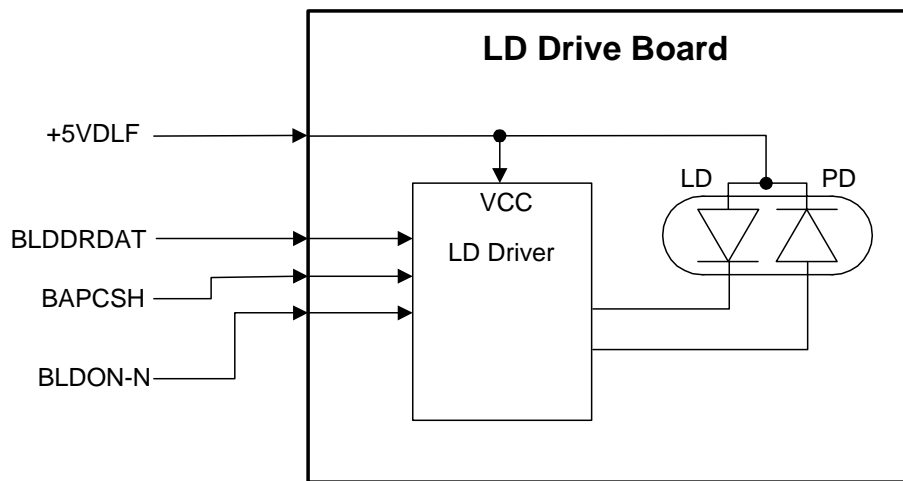 LD Drive Board
+5VDLF
LD
PD
VCC
BLDDRDAT
LD Driver
BAPCSH
BLDON-N